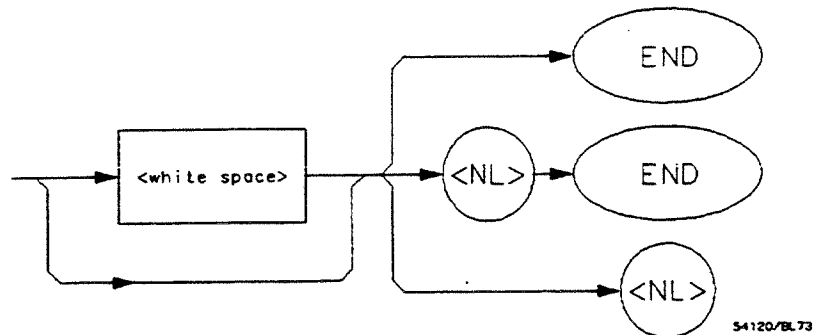 END
<white space>
<NL>
END
<NL>
54120/BL73